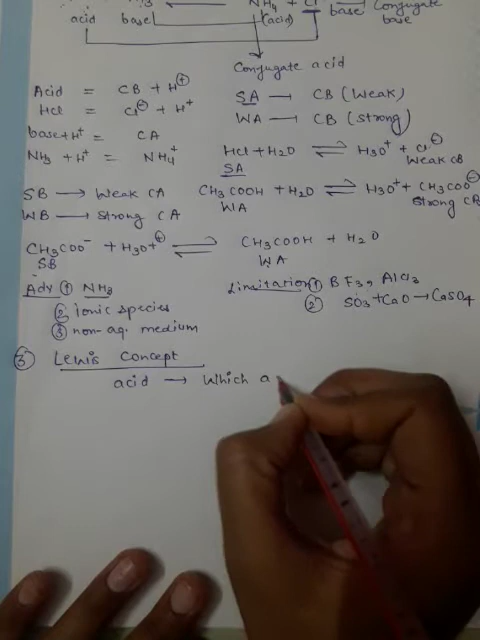 NH4 + Cl
base Conjugate
acid base (acid) base
Conjugate acid
Acid = CB + H⊕
Hcl = Cl⊖ + H+
base+H+ = CA
NH3 + H+ = NH4+
SA → CB (Weak)
WA → CB (Strong)
Hcl + H2O ⇌ H3O+ + Cl⊖
SA Weak CB
SB → Weak CA
WB → Strong CA
CH3COOH + H2O ⇌ H3O+ + CH3COO⊖
WA Strong CB
CH3COO- + H3O+ ⇌ CH3COOH + H2O
SB WA
Adv ① NH3
② ionic species
③ non-aq. medium
Limitation ① BF3, Alcl3
② SO3+CaO→CaSO4
③ Lewis Concept
acid → Which a